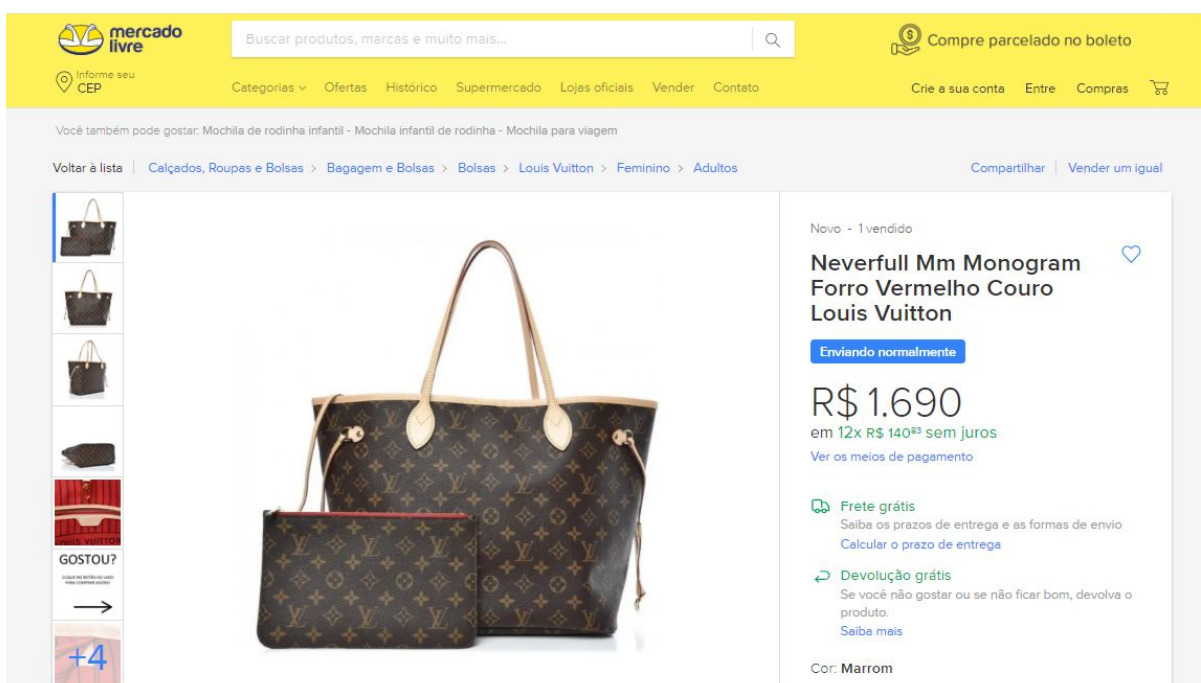 mercado
livre
Buscar produtos, marcas e muito mais...
Compre parcelado no boleto
Informe seu
CEP
Categorias Ofertas Histórico Supermercado Lojas oficiais Vender Contato
Crie a sua conta Entre Compras
Você também pode gostar: Mochila de rodinha infantil - Mochila infantil de rodinha - Mochila para viagem
Voltar à lista | Calçados, Roupas e Bolsas > Bagagem e Bolsas > Bolsas > Louis Vuitton > Feminino > Adultos
Compartilhar | Vender um igual
GOSTOU?
+4
Novo - 1 vendido
Neverfull Mm Monogram
Forro Vermelho Couro
Louis Vuitton
Enviando normalmente
R$ 1.690
em 12x R$ 140⁸³ sem juros
Ver os meios de pagamento
Frete grátis
Saiba os prazos de entrega e as formas de envio
Calcular o prazo de entrega
Devolução grátis
Se você não gostar ou se não ficar bom, devolva o
produto.
Saiba mais
Cor: Marrom